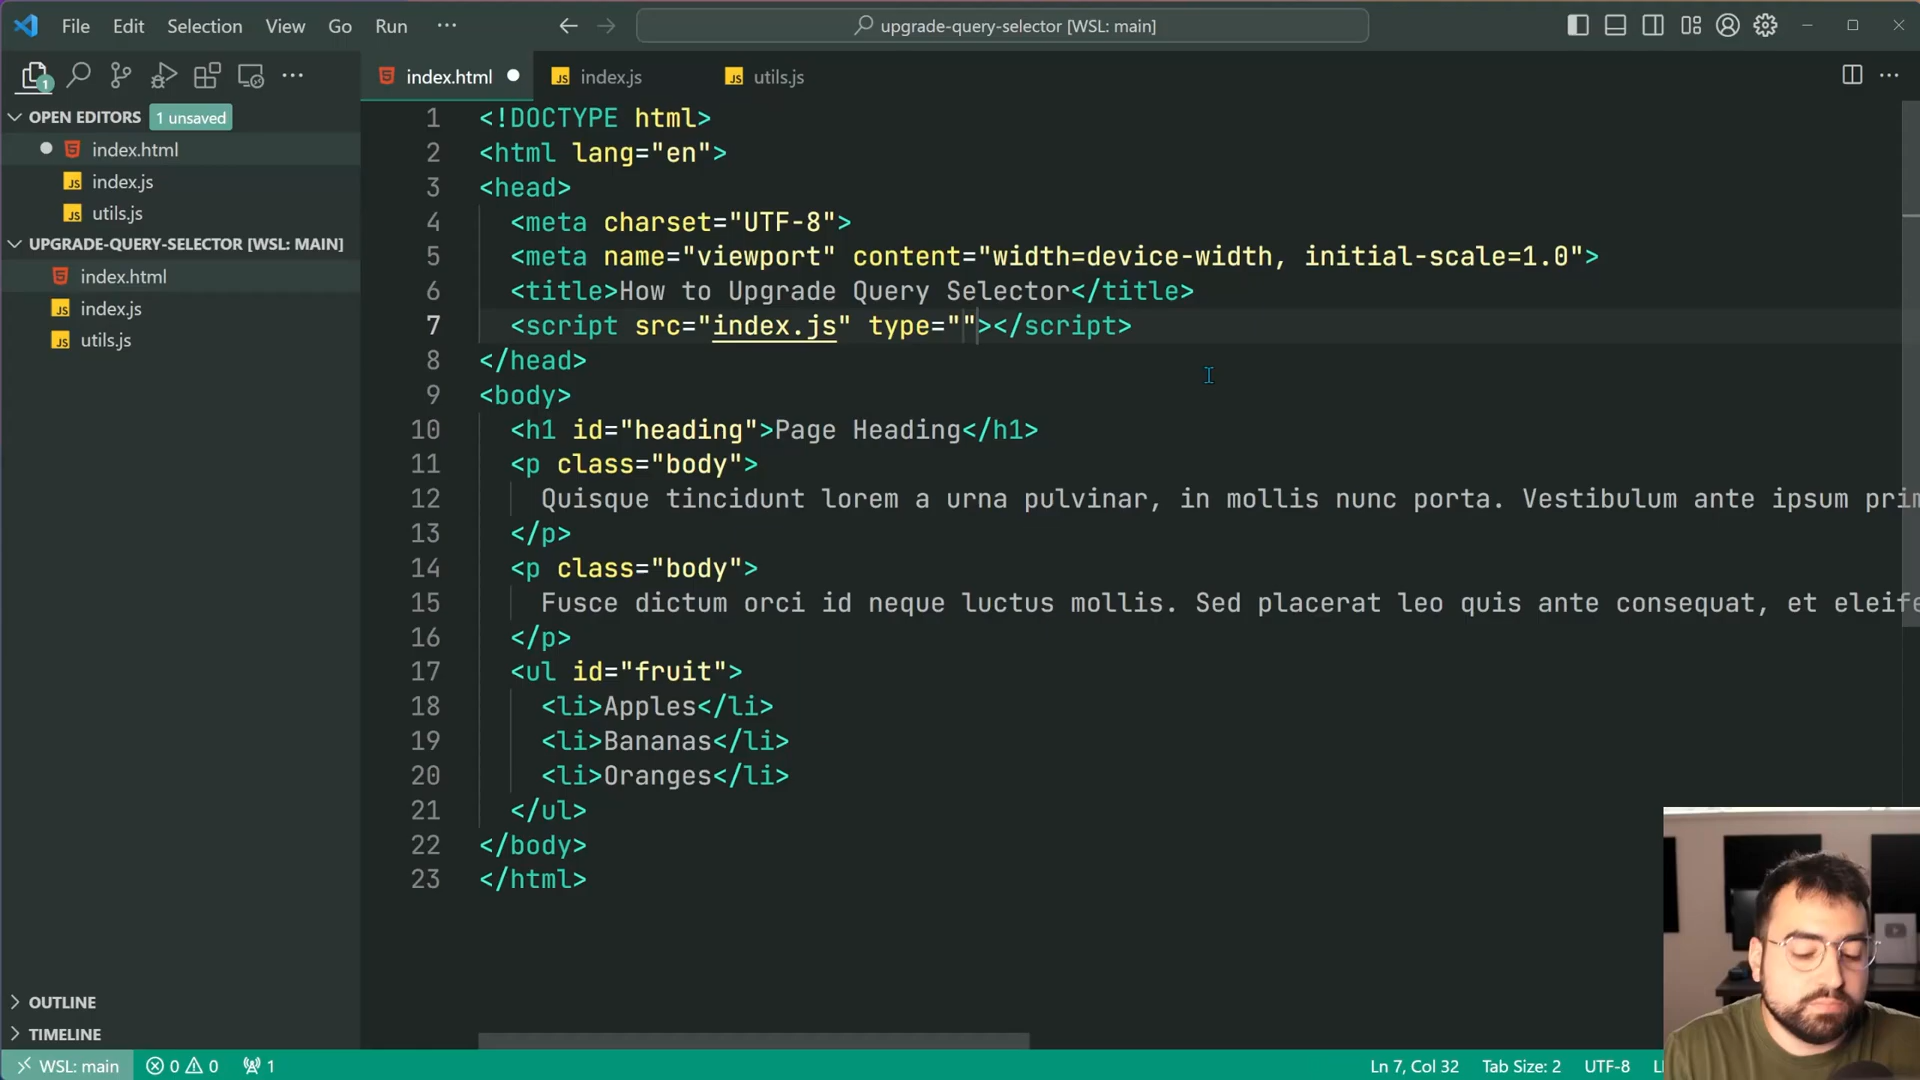 File Edit Selection View Go Run ··· upgrade-query-selector [WSL: main]
1 index.html index.js utils.js
OPEN EDITORS 1 unsaved
index.html
index.js
utils.js
UPGRADE-QUERY-SELECTOR [WSL: MAIN]
index.html
index.js
utils.js
OUTLINE
TIMELINE
1 <!DOCTYPE html>
2 <html lang="en">
3 <head>
4 <meta charset="UTF-8">
5 <meta name="viewport" content="width=device-width, initial-scale=1.0">
6 <title>How to Upgrade Query Selector</title>
7 <script src="index.js" type=""></script>
8 </head>
9 <body>
10 <h1 id="heading">Page Heading</h1>
11 <p class="body">
12 Quisque tincidunt lorem a urna pulvinar, in mollis nunc porta. Vestibulum ante ipsum prim
13 </p>
14 <p class="body">
15 Fusce dictum orci id neque luctus mollis. Sed placerat leo quis ante consequat, et eleife
16 </p>
17 <ul id="fruit">
18 <li>Apples</li>
19 <li>Bananas</li>
20 <li>Oranges</li>
21 </ul>
22 </body>
23 </html>
WSL: main 0 0 1 Ln 7, Col 32 Tab Size: 2 UTF-8